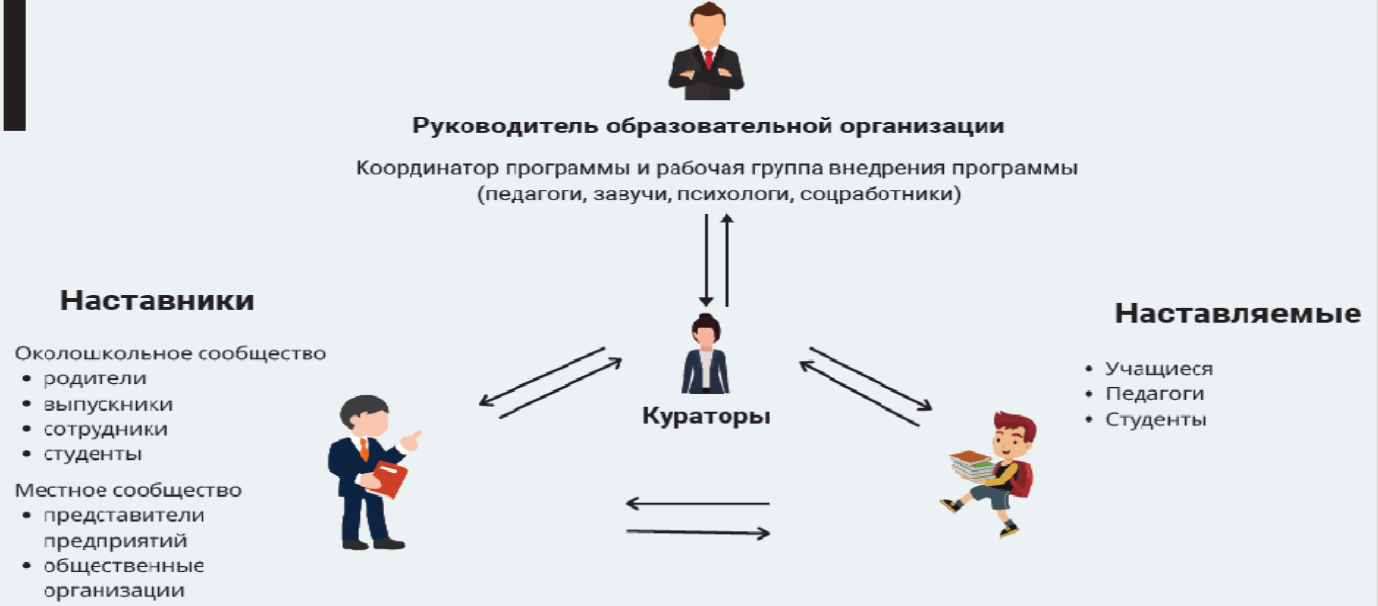 Руководитель образовательной организации
Координатор программы и рабочая группа внедрения программы
(педагоги, завучи, психологи, соцработники)
Наставники
Околошкольное сообщество
• родители
• выпускники
• сотрудники
• студенты
Местное сообщество
• представители
предприятий
• общественные
организации
Кураторы
Наставляемые
• Учащиеся
• Педагоги
• Студенты